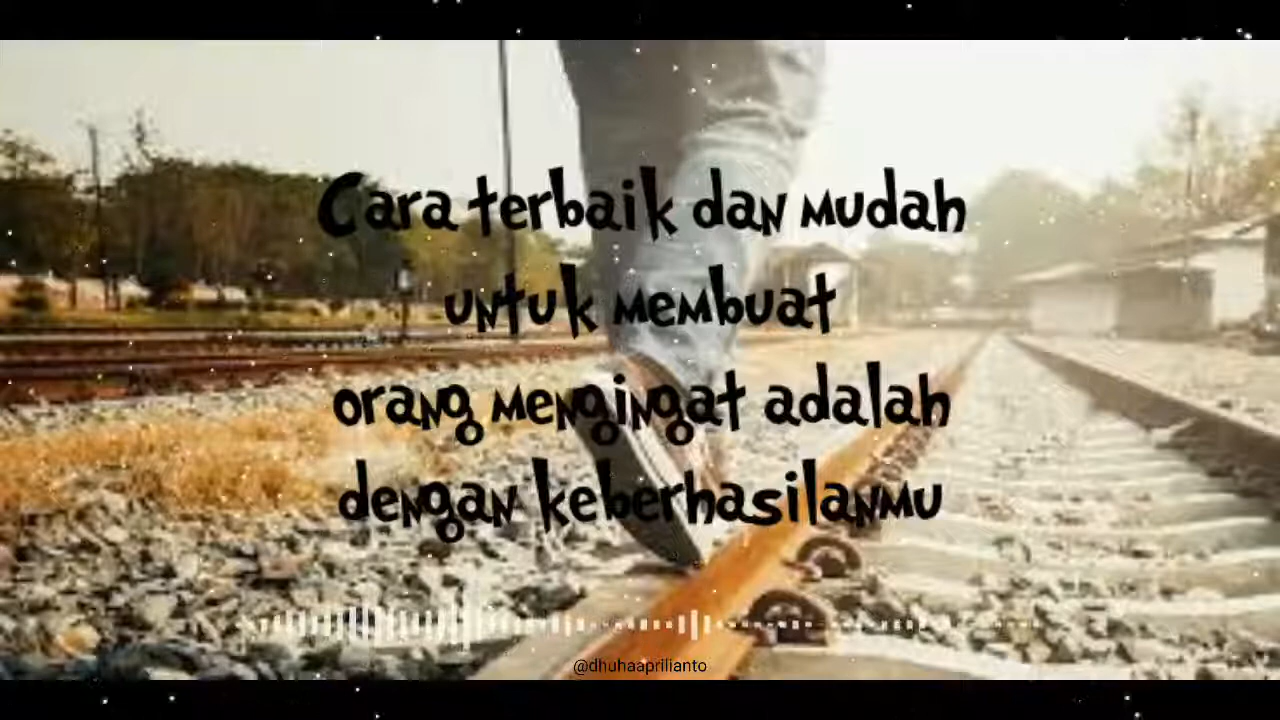 Cara terbaik dan mudah
untuk membuat
orang mengingat adalah
dengan keberhasilanmu
@dhuhaaprilianto